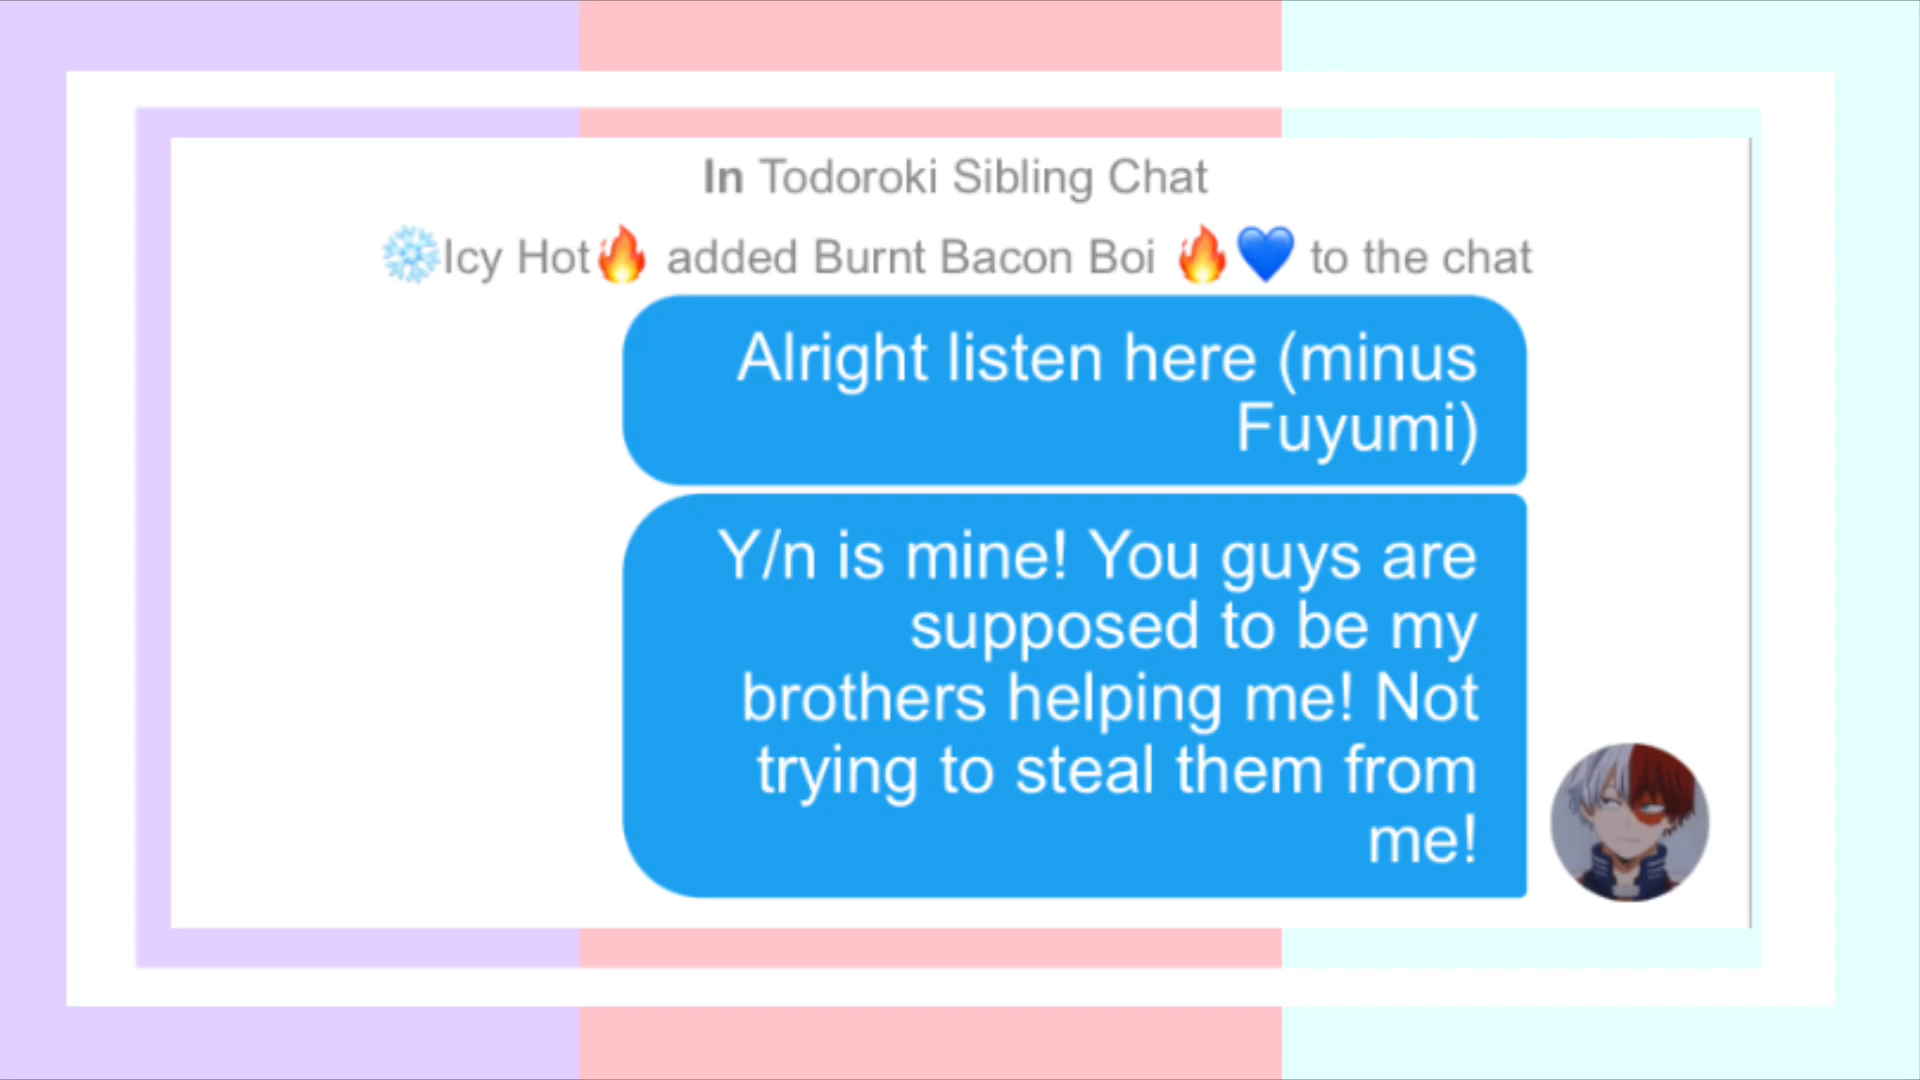 In Todoroki Sibling Chat
❄️Icy Hot🔥 added Burnt Bacon Boi 🔥💙 to the chat
Alright listen here (minus
Fuyumi)
Y/n is mine! You guys are
supposed to be my
brothers helping me! Not
trying to steal them from
me!